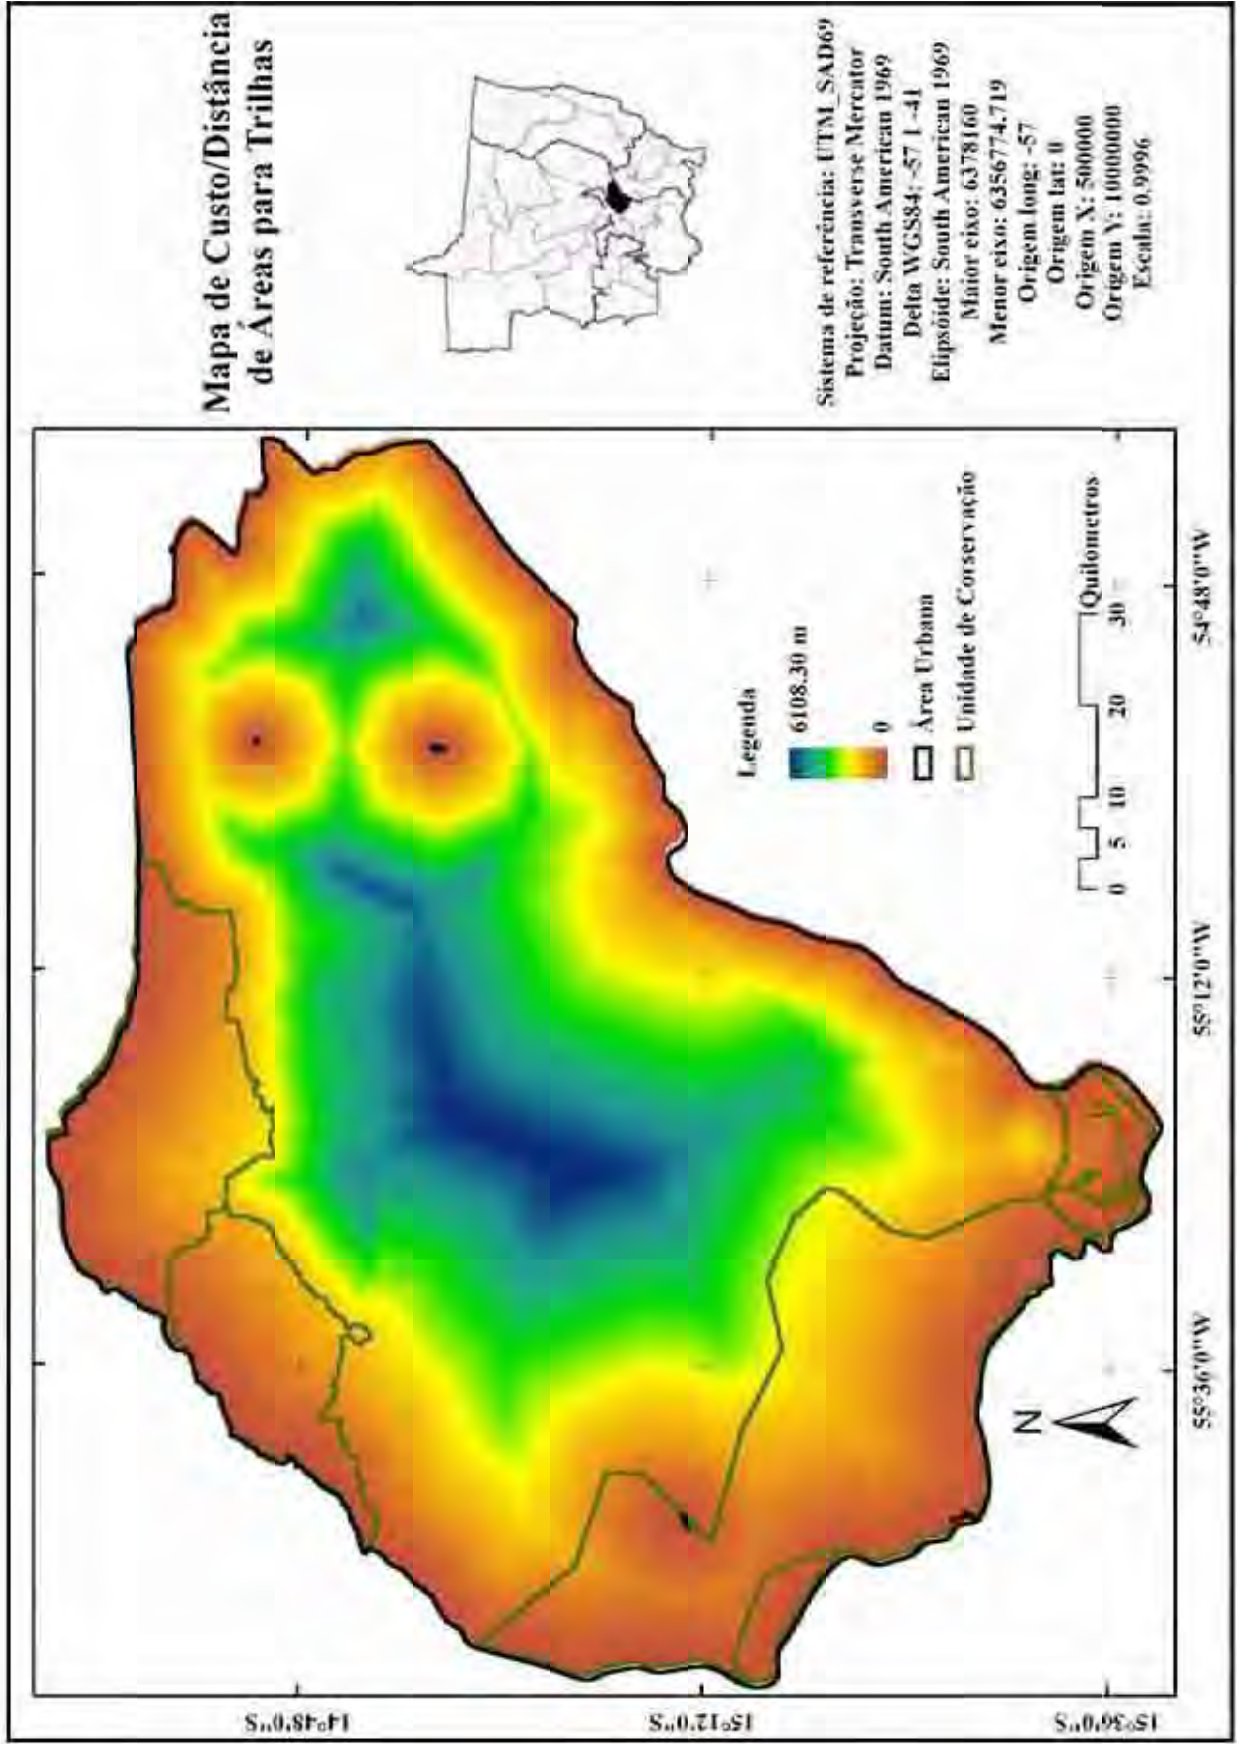 Mapa de Custo/Distância
de Áreas para Trilhas
Sistema de referência: UTM_SAD69
Projeção: Transverse Mercator
Datum: South American 1969
Delta WGS84: -57 1 -41
Elipsóide: South American 1969
Maior eixo: 6378160
Menor eixo: 6356774.719
Origem long: -57
Origem lat: 0
Origem X: 500000
Origem Y: 10000000
Escala: 0.9996
Legenda
6108.30 m
0
Área Urbana
Unidade de Corservação
Quilometros
0 5 10 20 30
N
14°48'0"S
15°12'0"S
15°36'0"S
55°36'0"W
55°12'0"W
54°48'0"W